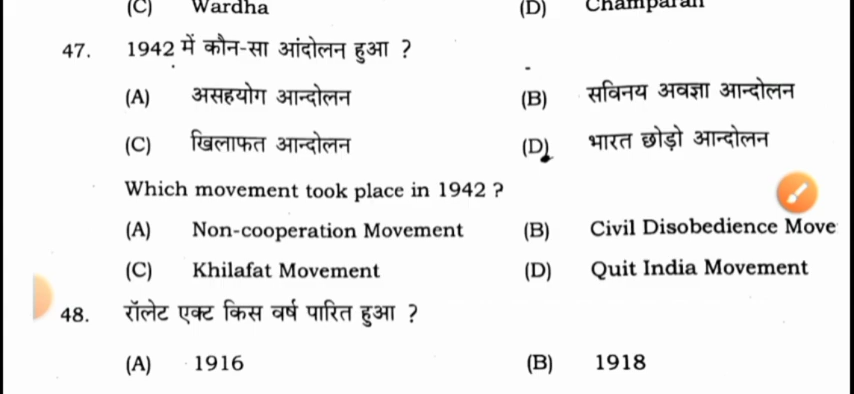 (C) Wardha (D) Champaran
47. 1942 में कौन-सा आंदोलन हुआ ?
(A) असहयोग आन्दोलन (B) सविनय अवज्ञा आन्दोलन
(C) खिलाफत आन्दोलन (D) भारत छोड़ो आन्दोलन
Which movement took place in 1942 ?
(A) Non-cooperation Movement (B) Civil Disobedience Move
(C) Khilafat Movement (D) Quit India Movement
48. रॉलेट एक्ट किस वर्ष पारित हुआ ?
(A) 1916 (B) 1918